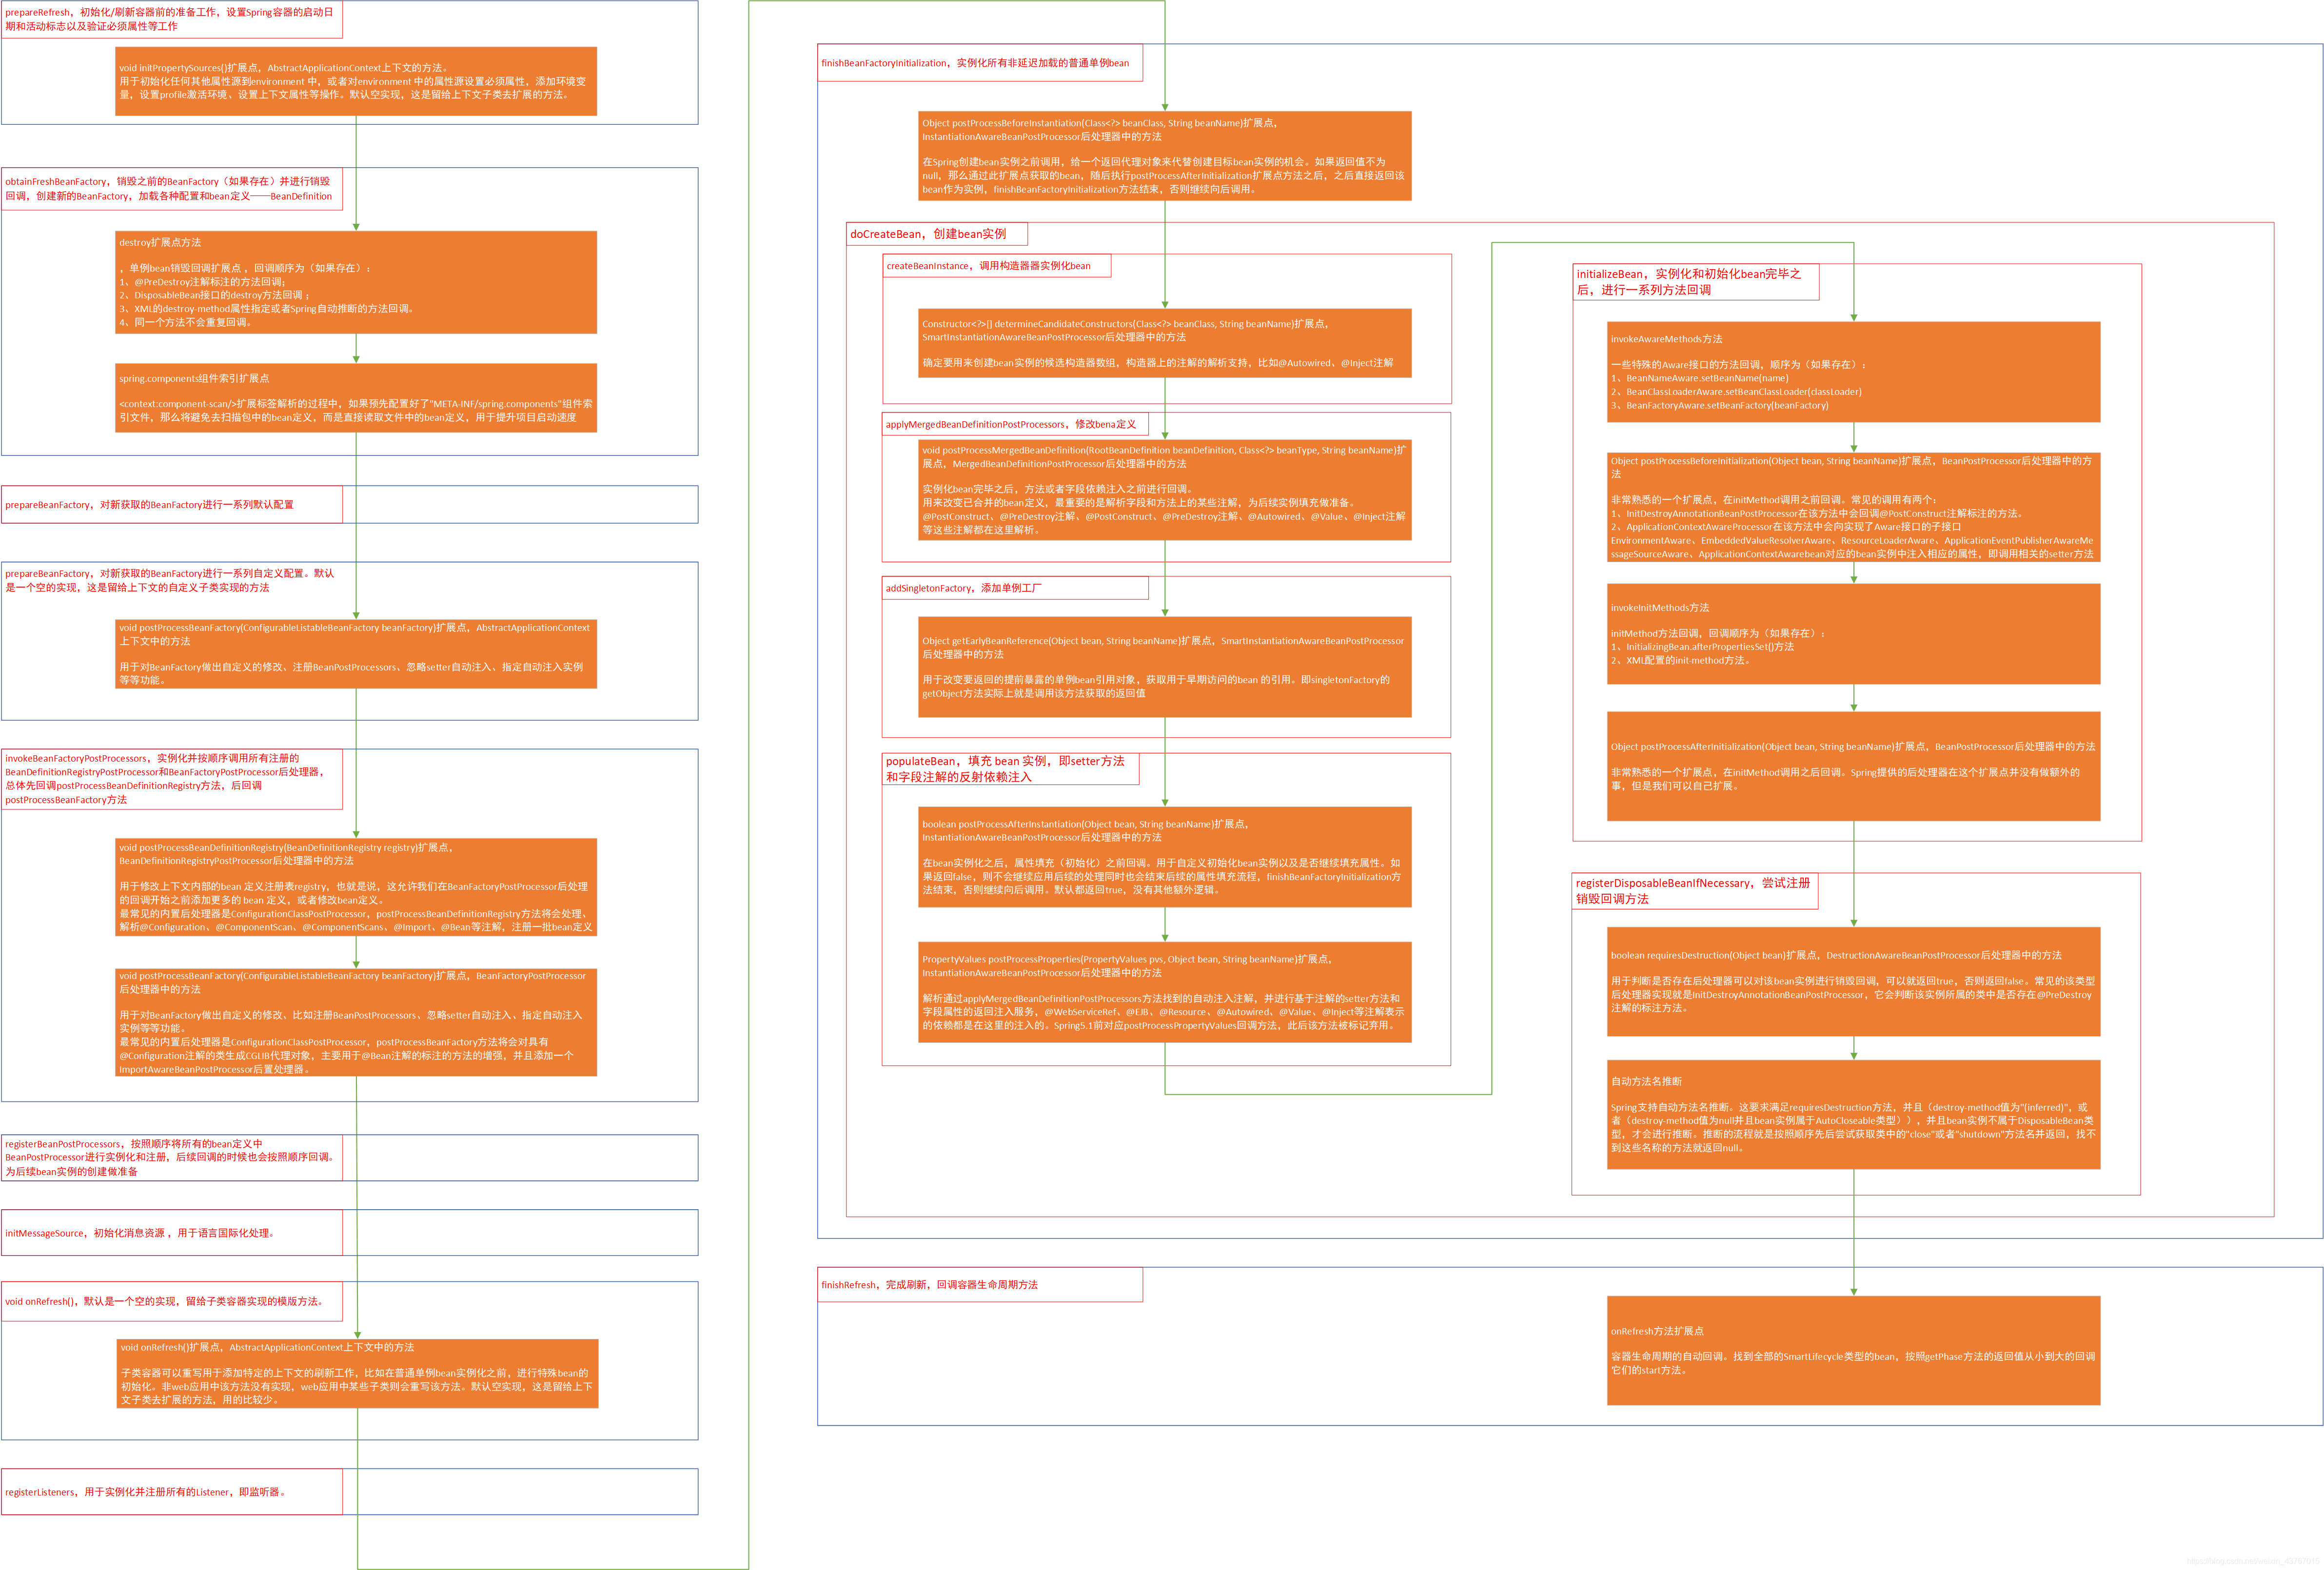 prepareRefresh，初始化/刷新容器前的准备工作，设置Spring容器的启动日
期和活动标志以及验证必须属性等工作
void initPropertySources()扩展点，AbstractApplicationContext上下文的方法。
用于初始化任何其他属性源到environment 中，或者对environment 中的属性源设置必须属性，添加环境变
量，设置profile激活环境、设置上下文属性等操作。默认空实现，这是留给上下文子类去扩展的方法。
obtainFreshBeanFactory，销毁之前的BeanFactory（如果存在）并进行销毁
回调，创建新的BeanFactory，加载各种配置和bean定义——BeanDefinition
destroy扩展点方法
，单例bean销毁回调扩展点 ，回调顺序为（如果存在）：
1、@PreDestroy注解标注的方法回调；
2、DisposableBean接口的destroy方法回调 ；
3、XML的destroy-method属性指定或者Spring自动推断的方法回调。
4、同一个方法不会重复回调。
spring.components组件索引扩展点
<context:component-scan/>扩展标签解析的过程中，如果预先配置好了"META-INF/spring.components"组件索
引文件，那么将避免去扫描包中的bean定义，而是直接读取文件中的bean定义，用于提升项目启动速度
prepareBeanFactory，对新获取的BeanFactory进行一系列默认配置
prepareBeanFactory，对新获取的BeanFactory进行一系列自定义配置。默认
是一个空的实现，这是留给上下文的自定义子类实现的方法
void postProcessBeanFactory(ConfigurableListableBeanFactory beanFactory)扩展点，AbstractApplicationContext
上下文中的方法
用于对BeanFactory做出自定义的修改、注册BeanPostProcessors、忽略setter自动注入、指定自动注入实例
等等功能。
invokeBeanFactoryPostProcessors，实例化并按顺序调用所有注册的
BeanDefinitionRegistryPostProcessor和BeanFactoryPostProcessor后处理器，
总体先回调postProcessBeanDefinitionRegistry方法，后回调
postProcessBeanFactory方法
void postProcessBeanDefinitionRegistry(BeanDefinitionRegistry registry)扩展点，
BeanDefinitionRegistryPostProcessor后处理器中的方法
用于修改上下文内部的bean 定义注册表registry，也就是说，这允许我们在BeanFactoryPostProcessor后处理
的回调开始之前添加更多的 bean 定义，或者修改bean定义。
最常见的内置后处理器是ConfigurationClassPostProcessor，postProcessBeanDefinitionRegistry方法将会处理、
解析@Configuration、@ComponentScan、@ComponentScans、@Import、@Bean等注解，注册一批bean定义
void postProcessBeanFactory(ConfigurableListableBeanFactory beanFactory)扩展点，BeanFactoryPostProcessor
后处理器中的方法
用于对BeanFactory做出自定义的修改、比如注册BeanPostProcessors、忽略setter自动注入、指定自动注入
实例等等功能。
最常见的内置后处理器是ConfigurationClassPostProcessor，postProcessBeanFactory方法将会对具有
@Configuration注解的类生成CGLIB代理对象，主要用于@Bean注解的标注的方法的增强，并且添加一个
ImportAwareBeanPostProcessor后置处理器 。
registerBeanPostProcessors，按照顺序将所有的bean定义中
BeanPostProcessor进行实例化和注册，后续回调的时候也会按照顺序回调。
为后续bean实例的创建做准备
initMessageSource，初始化消息资源 ，用于语言国际化处理。
void onRefresh()，默认是一个空的实现，留给子类容器实现的模版方法。
void onRefresh()扩展点，AbstractApplicationContext上下文中的方法
子类容器可以重写用于添加特定的上下文的刷新工作，比如在普通单例bean实例化之前，进行特殊bean的
初始化。非web应用中该方法没有实现，web应用中某些子类则会重写该方法。默认空实现，这是留给上下
文子类去扩展的方法，用的比较少。
registerListeners，用于实例化并注册所有的Listener，即监听器 。
finishBeanFactoryInitialization，实例化所有非延迟加载的普通单例bean
Object postProcessBeforeInstantiation(Class<?> beanClass, String beanName)扩展点，
InstantiationAwareBeanPostProcessor后处理器中的方法
在Spring创建bean实例之前调用，给一个返回代理对象来代替创建目标bean实例的机会。如果返回值不为
null，那么通过此扩展点获取的bean，随后执行postProcessAfterInitialization扩展点方法之后，之后直接返回该
bean作为实例，finishBeanFactoryInitialization方法结束，否则继续向后调用。
doCreateBean，创建bean实例
createBeanInstance，调用构造器器实例化bean
Constructor<?>[] determineCandidateConstructors(Class<?> beanClass, String beanName)扩展点，
SmartInstantiationAwareBeanPostProcessor后处理器中的方法
确定要用来创建bean实例的候选构造器数组，构造器上的注解的解析支持，比如@Autowired、@Inject注解
applyMergedBeanDefinitionPostProcessors，修改bena定义
void postProcessMergedBeanDefinition(RootBeanDefinition beanDefinition, Class<?> beanType, String beanName)扩
展点，MergedBeanDefinitionPostProcessor后处理器中的方法
实例化bean完毕之后，方法或者字段依赖注入之前进行回调。
用来改变已合并的bean定义，最重要的是解析字段和方法上的某些注解，为后续实例填充做准备。
@PostConstruct、@PreDestroy注解、@PostConstruct、@PreDestroy注解、@Autowired、@Value、@Inject注解
等这些注解都在这里解析。
addSingletonFactory，添加单例工厂
Object getEarlyBeanReference(Object bean, String beanName)扩展点，SmartInstantiationAwareBeanPostProcessor
后处理器中的方法
用于改变要返回的提前暴露的单例bean引用对象，获取用于早期访问的bean 的引用。即singletonFactory的
getObject方法实际上就是调用该方法获取的返回值
populateBean，填充 bean 实例，即setter方法
和字段注解的反射依赖注入
boolean postProcessAfterInstantiation(Object bean, String beanName)扩展点，
InstantiationAwareBeanPostProcessor后处理器中的方法
在bean实例化之后，属性填充（初始化）之前回调。用于自定义初始化bean实例以及是否继续填充属性。如
果返回false，则不会继续应用后续的处理同时也会结束后续的属性填充流程，finishBeanFactoryInitialization方
法结束，否则继续向后调用。默认都返回true，没有其他额外逻辑。
PropertyValues postProcessProperties(PropertyValues pvs, Object bean, String beanName)扩展点，
InstantiationAwareBeanPostProcessor后处理器中的方法
解析通过applyMergedBeanDefinitionPostProcessors方法找到的自动注入注解，并进行基于注解的setter方法和
字段属性的返回注入服务，@WebServiceRef、@EJB、@Resource、@Autowired、@Value、@Inject等注解表示
的依赖都是在这里的注入的。Spring5.1前对应postProcessPropertyValues回调方法，此后该方法被标记弃用。
initializeBean，实例化和初始化bean完毕之
后，进行一系列方法回调
invokeAwareMethods方法
一些特殊的Aware接口的方法回调，顺序为（如果存在）：
1、BeanNameAware.setBeanName(name)
2、BeanClassLoaderAware.setBeanClassLoader(classLoader)
3、BeanFactoryAware.setBeanFactory(beanFactory)
Object postProcessBeforeInitialization(Object bean, String beanName)扩展点，BeanPostProcessor后处理器中的方
法
非常熟悉的一个扩展点，在initMethod调用之前回调。常见的调用有两个：
1、InitDestroyAnnotationBeanPostProcessor在该方法中会回调@PostConstruct注解标注的方法。
2、ApplicationContextAwareProcessor在该方法中会向实现了Aware接口的子接口
EnvironmentAware、EmbeddedValueResolverAware、ResourceLoaderAware、ApplicationEventPublisherAwareMe
ssageSourceAware、ApplicationContextAwarebean对应的bean实例中注入相应的属性，即调用相关的setter方法
invokeInitMethods方法
initMethod方法回调，回调顺序为（如果存在）：
1、InitializingBean.afterPropertiesSet()方法
2、XML配置的init-method方法。
Object postProcessAfterInitialization(Object bean, String beanName)扩展点，BeanPostProcessor后处理器中的方法
非常熟悉的一个扩展点，在initMethod调用之后回调。Spring提供的后处理器在这个扩展点并没有做额外的
事，但是我们可以自己扩展。
registerDisposableBeanIfNecessary，尝试注册
销毁回调方法
boolean requiresDestruction(Object bean)扩展点，DestructionAwareBeanPostProcessor后处理器中的方法
用于判断是否存在后处理器可以对该bean实例进行销毁回调，可以就返回true，否则返回false。常见的该类型
后处理器实现就是InitDestroyAnnotationBeanPostProcessor，它会判断该实例所属的类中是否存在@PreDestroy
注解的标注方法。
自动方法名推断
Spring支持自动方法名推断。这要求满足requiresDestruction方法，并且（destroy-method值为"(inferred)"，或
者（destroy-method值为null并且bean实例属于AutoCloseable类型）），并且bean实例不属于DisposableBean类
型，才会进行推断。推断的流程就是按照顺序先后尝试获取类中的"close"或者"shutdown"方法名并返回，找不
到这些名称的方法就返回null。
finishRefresh，完成刷新，回调容器生命周期方法
onRefresh方法扩展点
容器生命周期的自动回调。找到全部的SmartLifecycle类型的bean，按照getPhase方法的返回值从小到大的回调
它们的start方法。